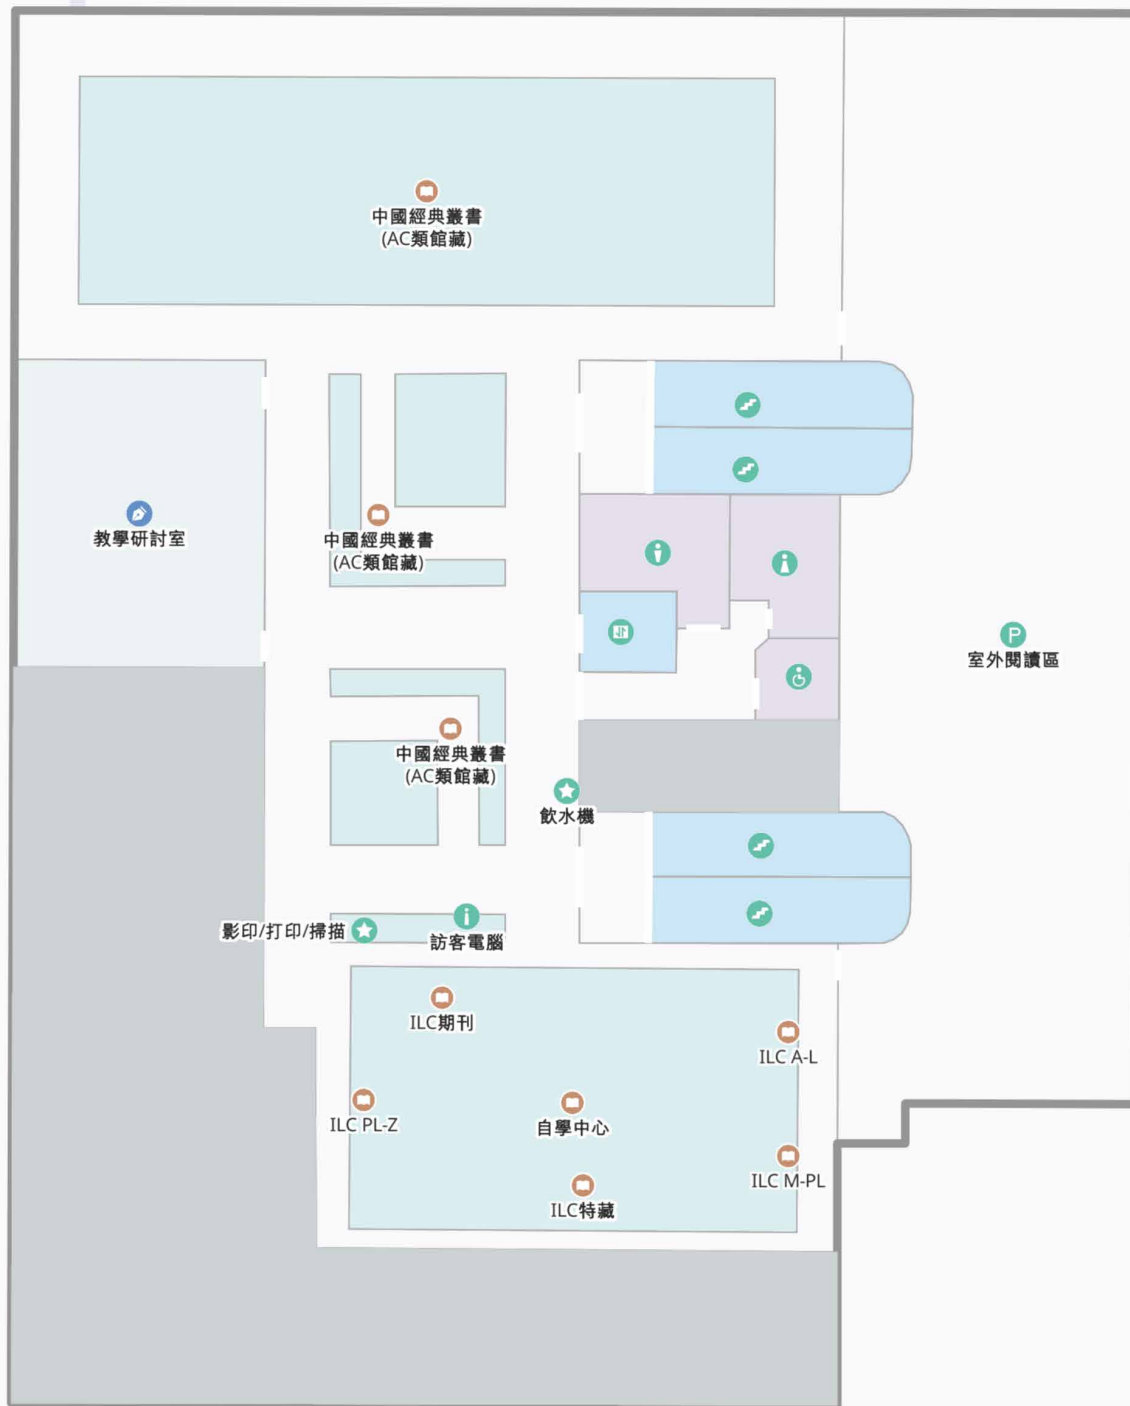 中國經典叢書
(AC類館藏)
教學研討室
中國經典叢書
(AC類館藏)
P
室外閱讀區
中國經典叢書
(AC類館藏)
飲水機
影印/打印/掃描
訪客電腦
ILC期刊
ILC A-L
ILC PL-Z
自學中心
ILC M-PL
ILC特藏